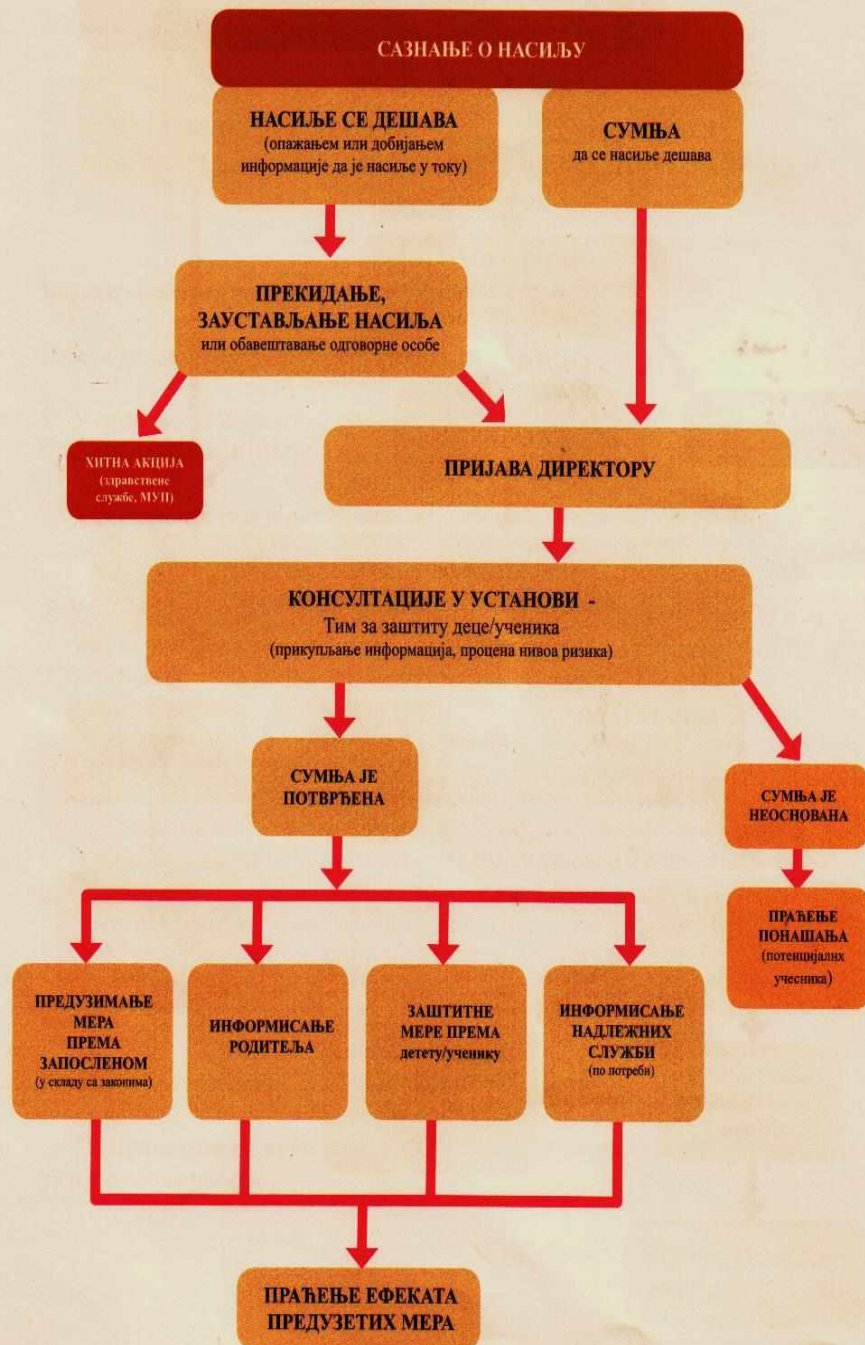 САЗНАЊЕ О НАСИЉУ
НАСИЉЕ СЕ ДЕШАВА
(опажањем или добијањем
информације да је насиље у току)
СУМЊА
да се насиље дешава
ПРЕКИДАЊЕ,
ЗАУСТАВЉАЊЕ НАСИЉА
или обавештавање одговорне особе
ХИТНА АКЦИЈА
(здравствене
службе, МУП)
ПРИЈАВА ДИРЕКТОРУ
КОНСУЛТАЦИЈЕ У УСТАНОВИ -
Тим за заштиту деце/ученика
(прикупљање информација, процена нивоа ризика)
СУМЊА ЈЕ
ПОТВРЂЕНА
СУМЊА ЈЕ
НЕОСНОВАНА
ПРАЋЕЊЕ
ПОНАШАЊА
(потенцијалнх
учесника)
ПРЕДУЗИМАЊЕ
МЕРА
ПРЕМА
ЗАПОСЛЕНОМ
(у складу са законима)
ИНФОРМИСАЊЕ
РОДИТЕЉА
ЗАШТИТНЕ
МЕРЕ ПРЕМА
детету/ученику
ИНФОРМИСАЊЕ
НАДЛЕЖНИХ
СЛУЖБИ
(по потреби)
ПРАЋЕЊЕ ЕФЕКАТА
ПРЕДУЗЕТИХ МЕРА